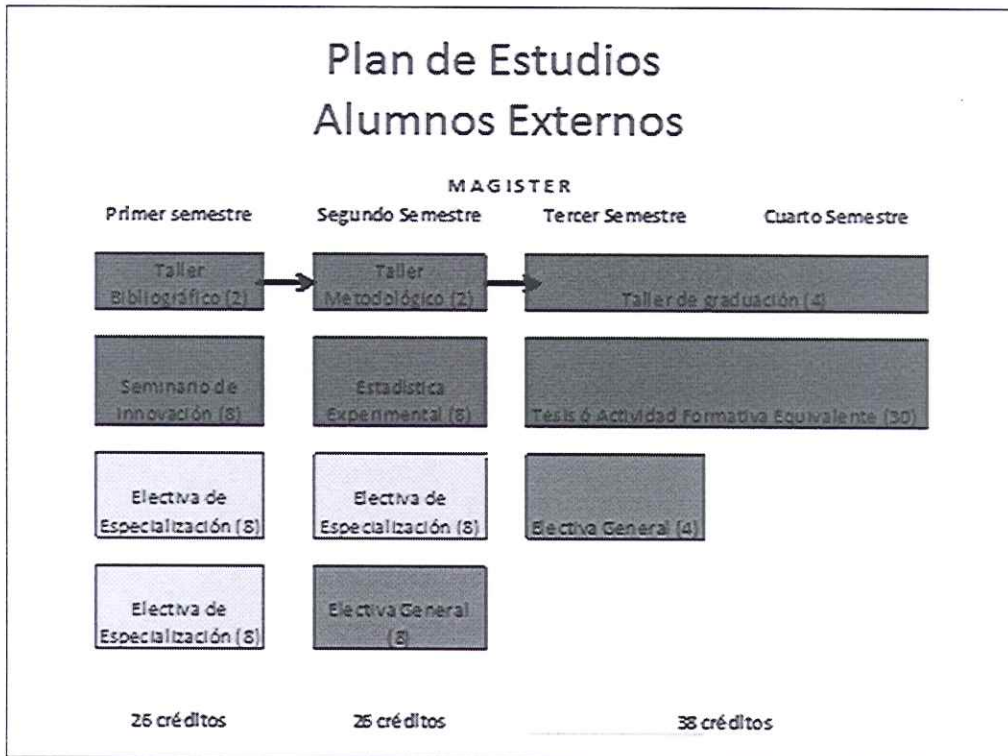 Plan de Estudios
Alumnos Externos
MAGISTER
Primer semestre
Segundo Semestre
Tercer Semestre
Cuarto Semestre
Taller
Bibliográfico (2)
Taller
Metodológico (2)
Taller de graduación (4)
Seminario de
Innovación (8)
Estadística
Experimental (8)
Tesis ó Actividad Formativa Equivalente (30)
Electiva de
Especialización (8)
Electiva de
Especialización (8)
Electiva General (4)
Electiva de
Especialización (8)
Electiva General
(8)
26 créditos
26 créditos
38 créditos